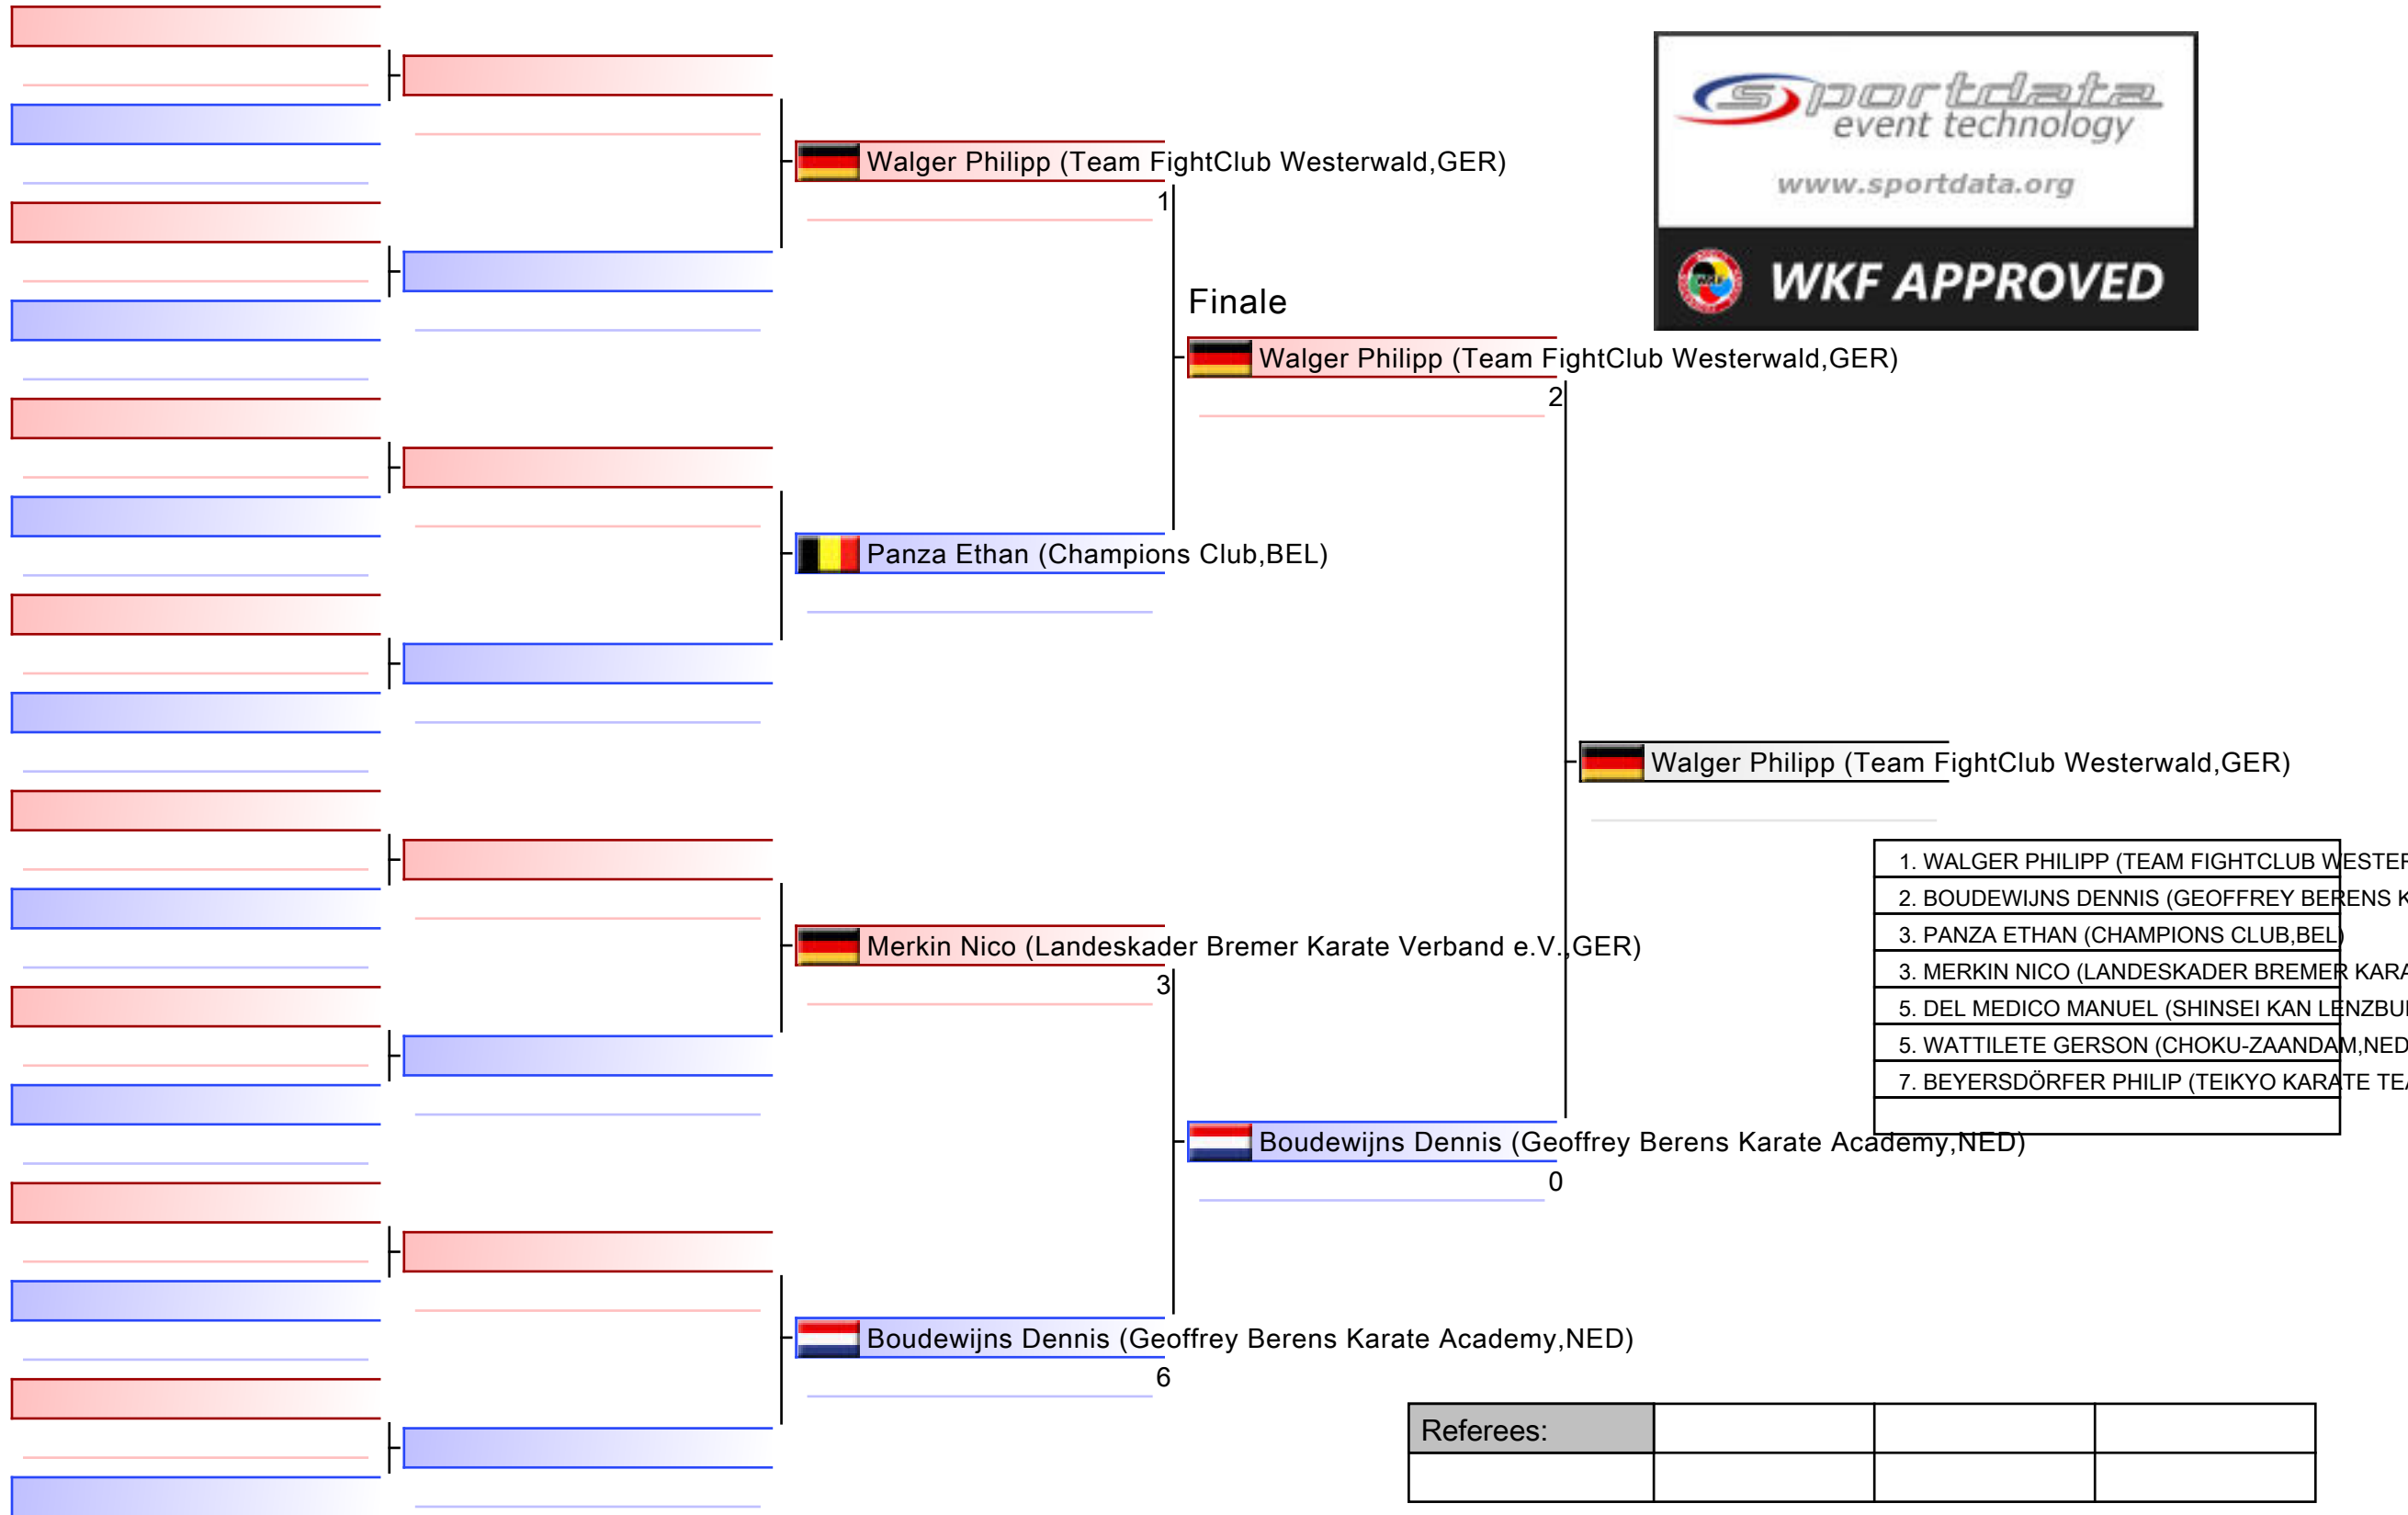 sportdata
event technology
www.sportdata.org
WKF APPROVED
Walger Philipp (Team FightClub Westerwald,GER)
1
Finale
Walger Philipp (Team FightClub Westerwald,GER)
2
Panza Ethan (Champions Club,BEL)
Walger Philipp (Team FightClub Westerwald,GER)
1. WALGER PHILIPP (TEAM FIGHTCLUB WESTER
2. BOUDEWIJNS DENNIS (GEOFFREY BERENS K
3. PANZA ETHAN (CHAMPIONS CLUB,BEL)
3. MERKIN NICO (LANDESKADER BREMER KARA
5. DEL MEDICO MANUEL (SHINSEI KAN LENZBU
5. WATTILETE GERSON (CHOKU-ZAANDAM,NED
7. BEYERSDÖRFER PHILIP (TEIKYO KARATE TEA
Merkin Nico (Landeskader Bremer Karate Verband e.V.,GER)
3
Boudewijns Dennis (Geoffrey Berens Karate Academy,NED)
0
Boudewijns Dennis (Geoffrey Berens Karate Academy,NED)
6
Referees: